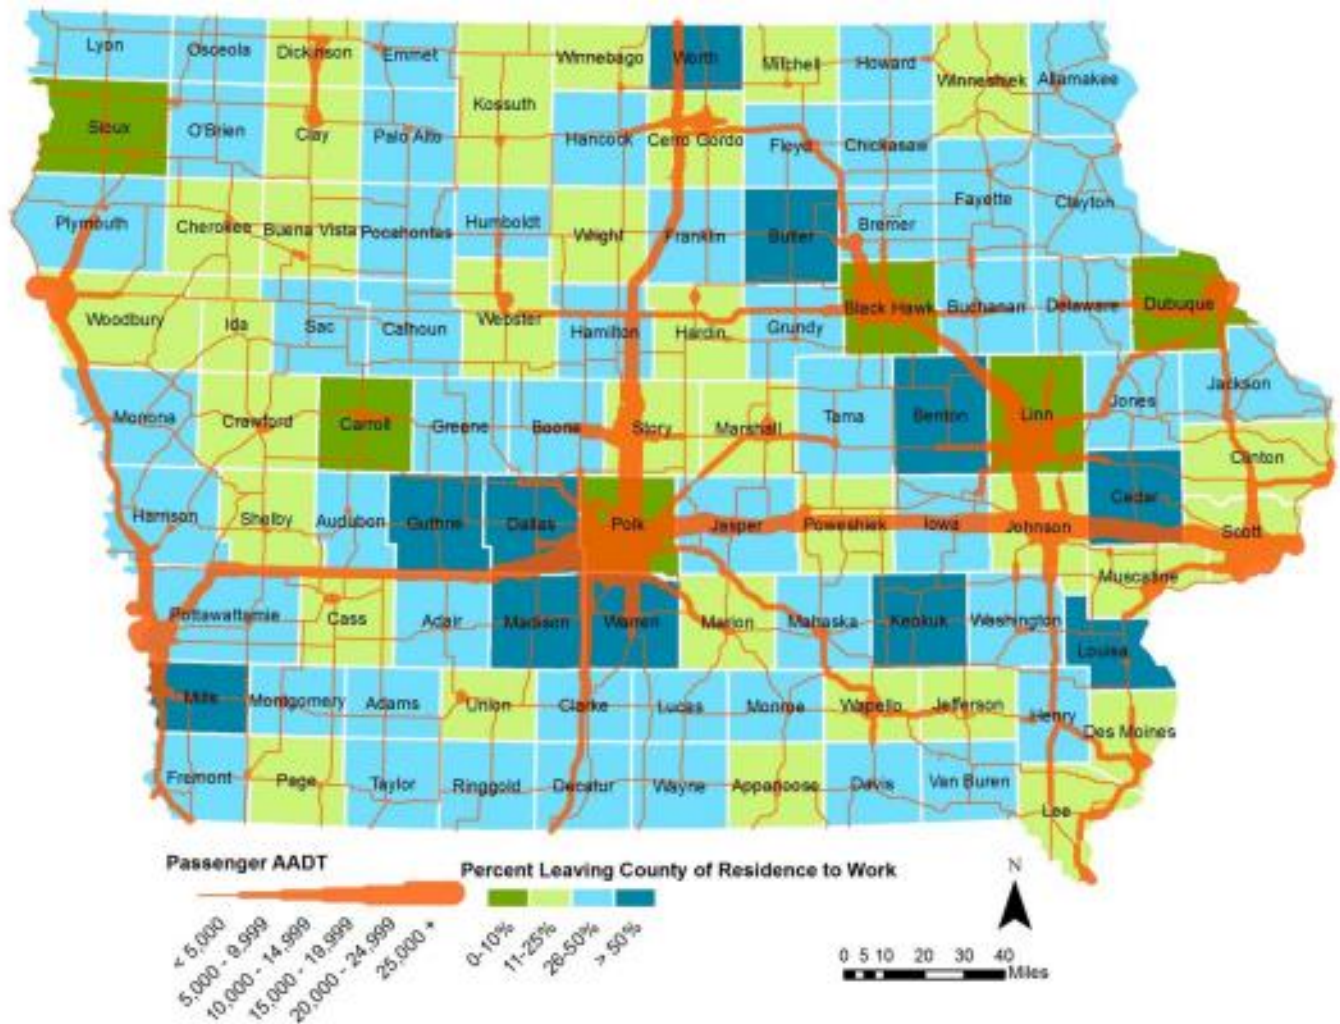 Lyon Osceola Dickinson Emmet Winnebago Worth Mitchell Howard Winneshiek Allamakee
Kossuth
Sioux O'Brien Clay Palo Alto Hancock Cerro Gordo Floyd Chickasaw
Plymouth Cherokee Buena Vista Pocahontas Humboldt Wright Franklin Butler Bremer Fayette Clayton
Woodbury Ida Sac Calhoun Webster Hamilton Hardin Grundy Black Hawk Buchanan Delaware Dubuque
Monona Crawford Carroll Greene Boone Story Marshall Tama Benton Linn Jones Jackson
Clinton
Harrison Shelby Audubon Guthrie Dallas Polk Jasper Poweshiek Iowa Johnson Cedar Scott
Muscatine
Pottawattamie Cass Adair Madison Warren Marion Mahaska Keokuk Washington Louisa
Mills Montgomery Adams Union Clarke Lucas Monroe Wapello Jefferson Henry Des Moines
Fremont Page Taylor Ringgold Decatur Wayne Appanoose Davis Van Buren Lee
Passenger AADT
< 5,000
5,000 - 9,999
10,000 - 14,999
15,000 - 19,999
20,000 - 24,999
25,000 +
Percent Leaving County of Residence to Work
0-10%
11-25%
26-50%
> 50%
N
0 5 10 20 30 40
Miles